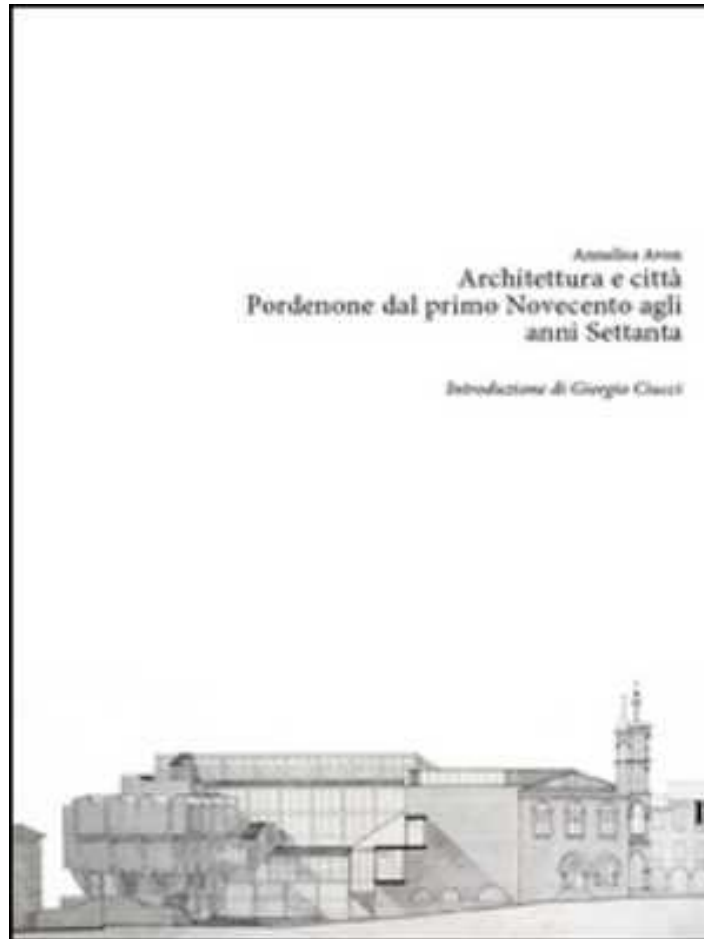 Annalisa Avon
Architettura e città
Pordenone dal primo Novecento agli
anni Settanta
Introduzione di Giorgio Ciucci